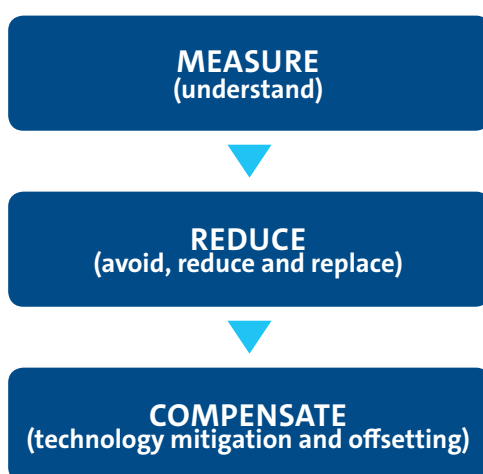 MEASURE
(understand)
REDUCE
(avoid, reduce and replace)
COMPENSATE
(technology mitigation and offsetting)